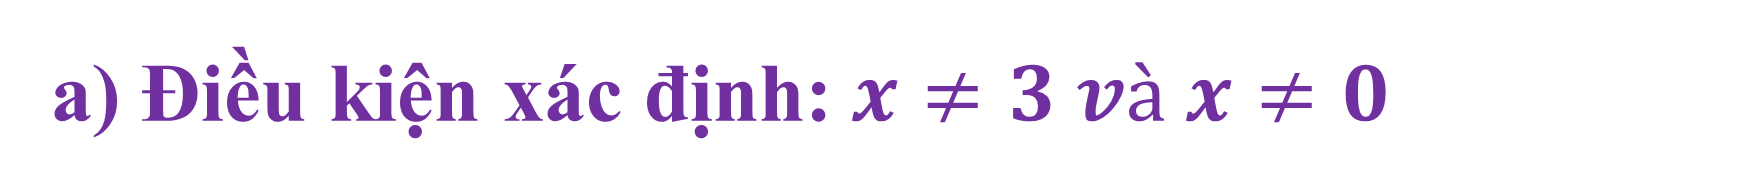 a) Điều kiện xác định: x ≠ 3 và x ≠ 0